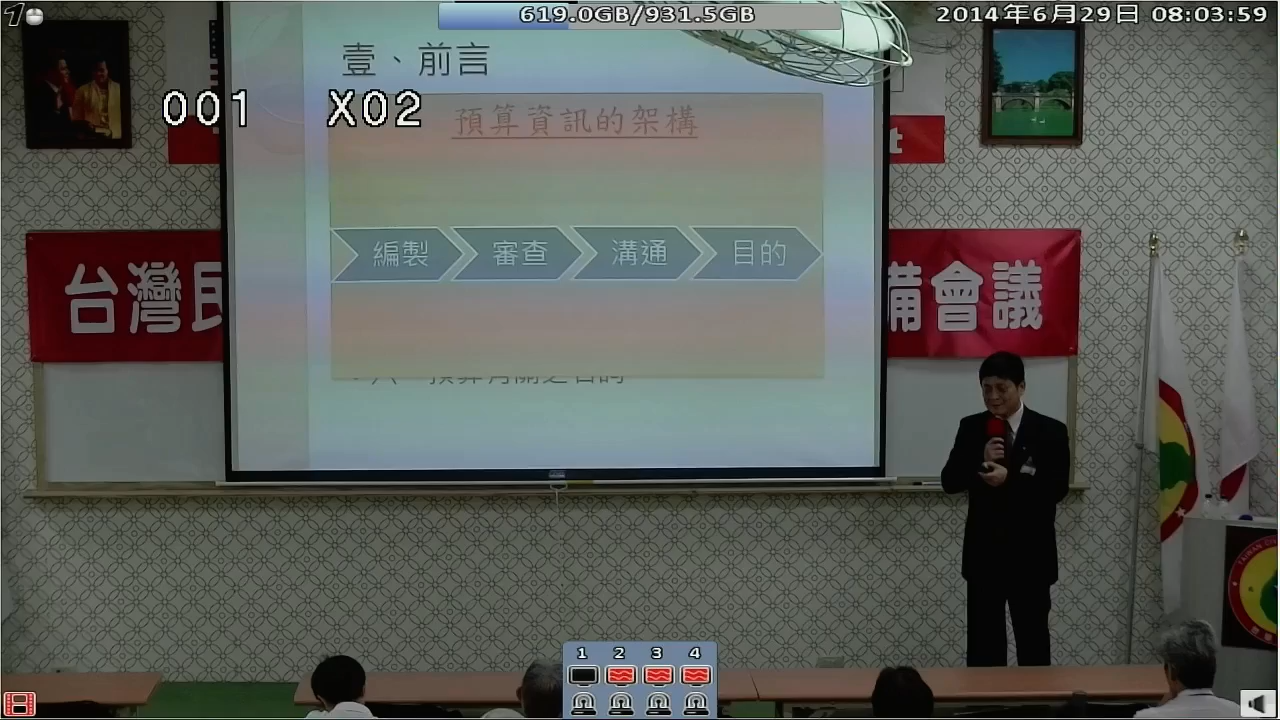 1
619.0GB/931.5GB
2014年6月29日 08:03:59
壹、前言
001 X02
預算資訊的架構
t
編製 審查 溝通 目的
台灣民
備會議
1 2 3 4